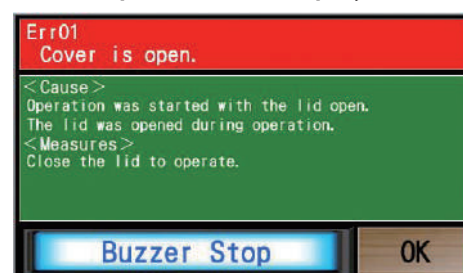 Err01
Cover is open.
<Cause>
Operation was started with the lid open.
The lid was opened during operation.
<Measures>
Close the lid to operate.
Buzzer Stop
OK